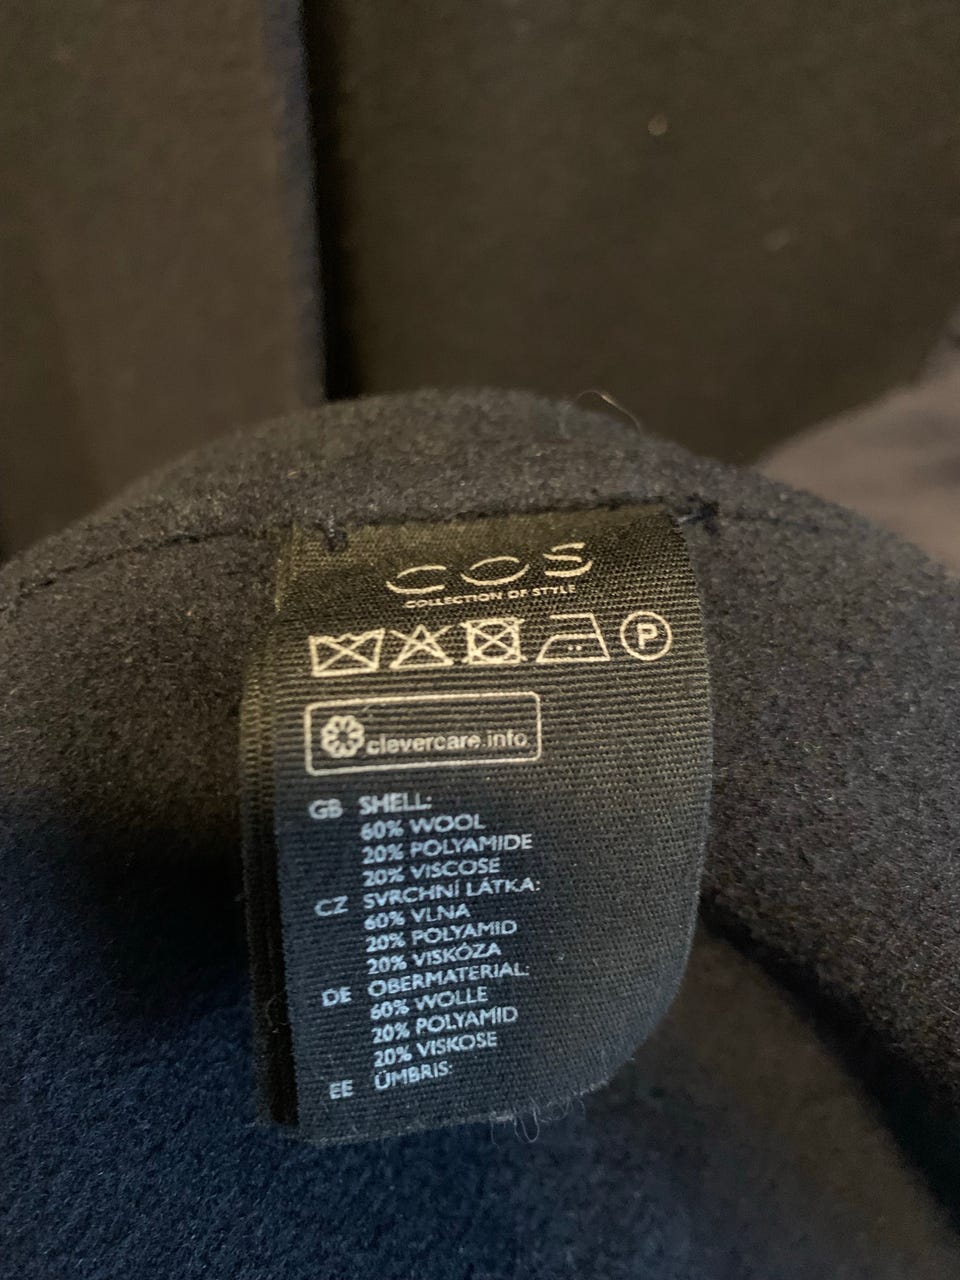 COS
COLLECTION OF STYLE
P
clevercare.info
GB SHELL:
60% WOOL
20% POLYAMIDE
20% VISCOSE
CZ SVRCHNÍ LÁTKA:
60% VLNA
20% POLYAMID
20% VISKÓZA
DE OBERMATERIAL:
60% WOLLE
20% POLYAMID
20% VISKOSE
EE ÜMBRIS: